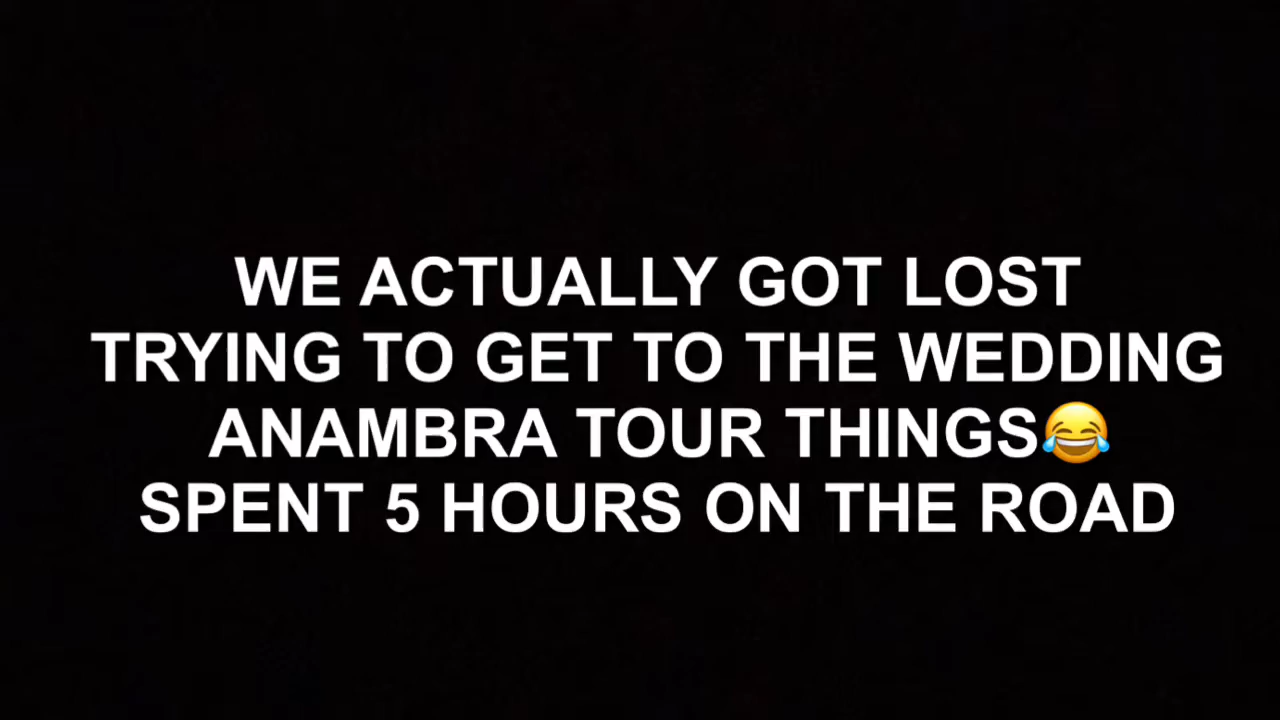 WE ACTUALLY GOT LOST
TRYING TO GET TO THE WEDDING
ANAMBRA TOUR THINGS😂
SPENT 5 HOURS ON THE ROAD